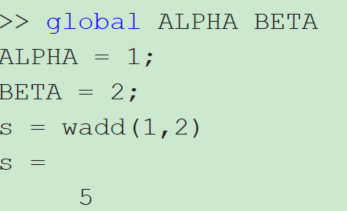 >> global ALPHA BETA
ALPHA = 1;
BETA = 2;
s = wadd(1,2)
s =
5